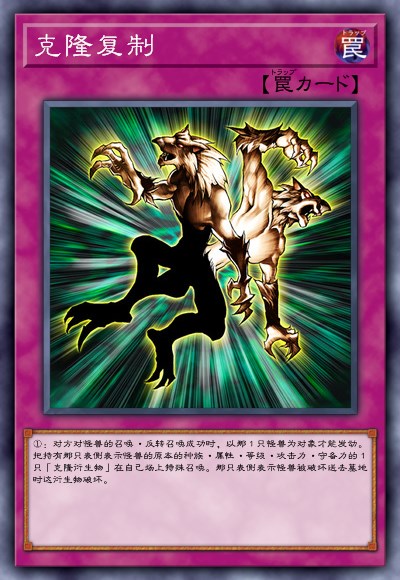 克隆复制
罠
トラップ
【罠カード】
トラップ
①：对方对怪兽的召唤·反转召唤成功时，以那1只怪兽为对象才能发动。
把持有那只表侧表示怪兽的原本的种族·属性·等级·攻击力·守备力的1
只「克隆衍生物」在自己场上特殊召唤。那只表侧表示怪兽被破坏送去墓地
时这衍生物破坏。